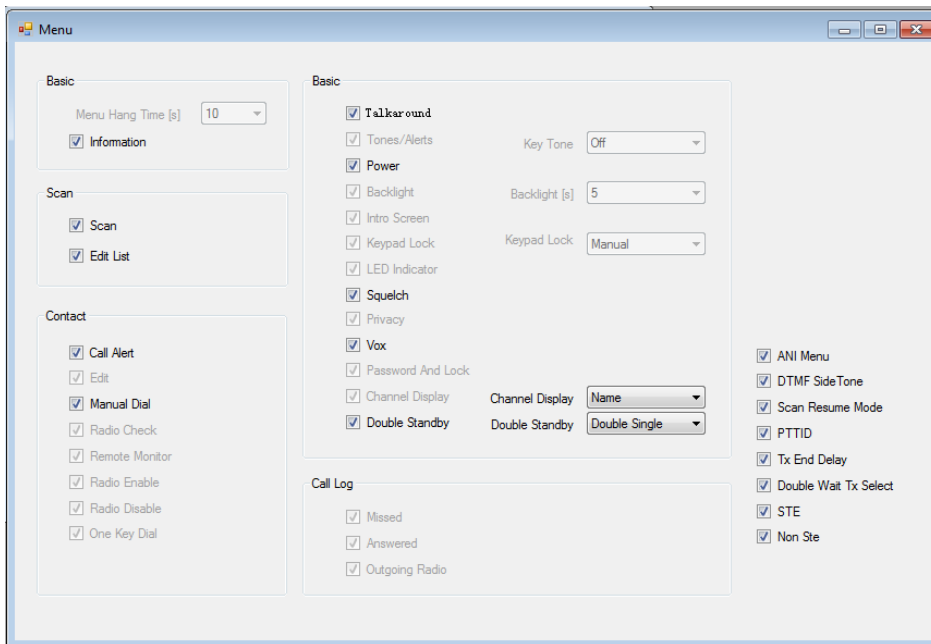 Menu
Basic
Menu Hang Time [s] 10
Information
Scan
Scan
Edit List
Contact
Call Alert
Edit
Manual Dial
Radio Check
Remote Monitor
Radio Enable
Radio Disable
One Key Dial
Basic
Talkaround
Tones/Alerts Key Tone Off
Power
Backlight Backlight [s] 5
Intro Screen
Keypad Lock Keypad Lock Manual
LED Indicator
Squelch
Privacy
Vox
Password And Lock
Channel Display Channel Display Name
Double Standby Double Standby Double Single
Call Log
Missed
Answered
Outgoing Radio
ANI Menu
DTMF SideTone
Scan Resume Mode
PTTID
Tx End Delay
Double Wait Tx Select
STE
Non Ste